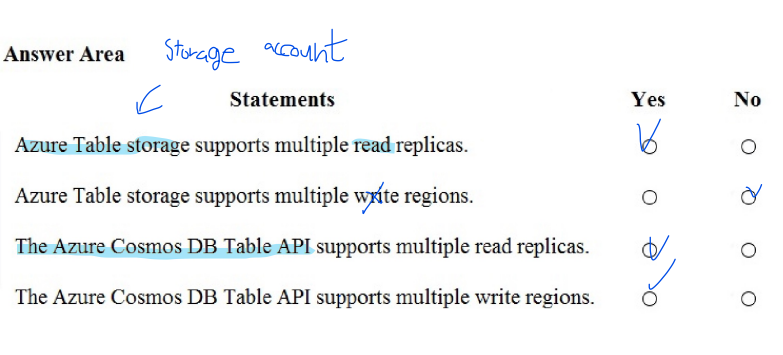 Storage account
Answer Area
Statements Yes No
Azure Table storage supports multiple read replicas.
Azure Table storage supports multiple write regions.
The Azure Cosmos DB Table API supports multiple read replicas.
The Azure Cosmos DB Table API supports multiple write regions.